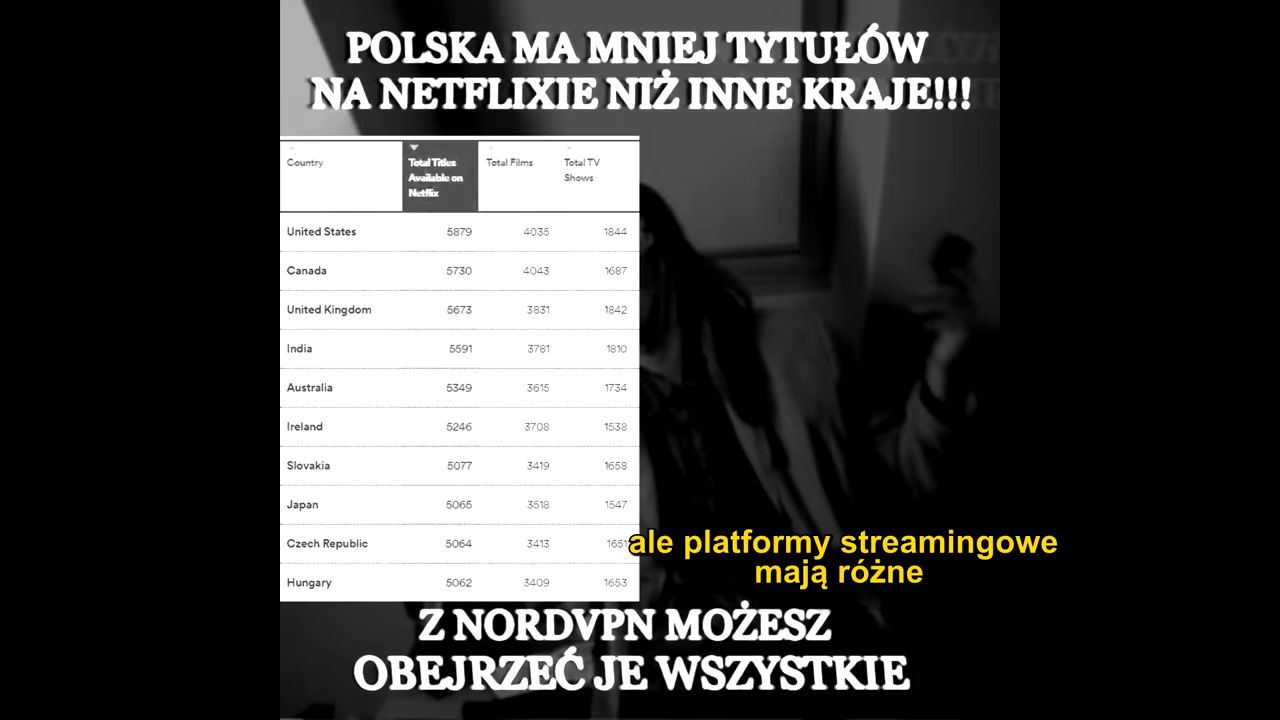 POLSKA MA MNIEJ TYTUŁÓW
NA NETFLIXIE NIŻ INNE KRAJE!!!
Country Total Titles Available on Netflix Total Films Total TV Shows
United States 5879 4035 1844
Canada 5730 4043 1687
United Kingdom 5673 3831 1842
India 5591 3781 1810
Australia 5349 3615 1734
Ireland 5246 3708 1538
Slovakia 5077 3419 1658
Japan 5065 3518 1547
Czech Republic 5064 3413 1651
Hungary 5062 3409 1653
ale platformy streamingowe
mają różne
Z NORDVPN MOŻESZ
OBEJRZEĆ JE WSZYSTKIE